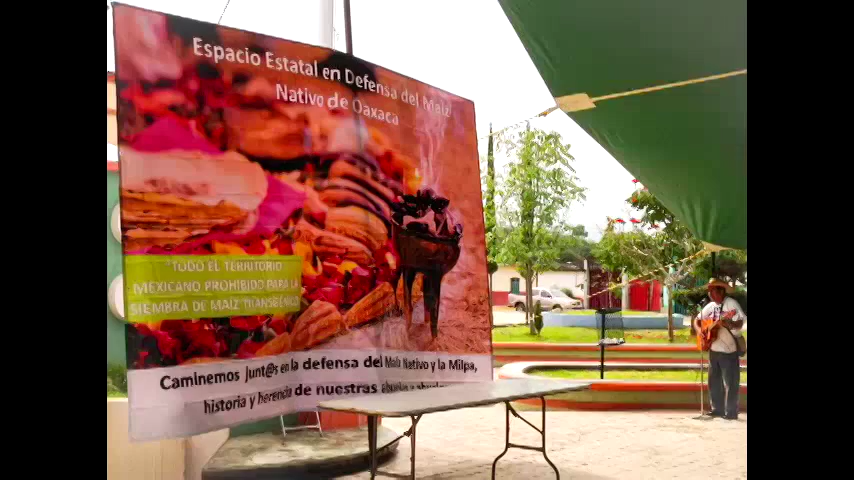 Espacio Estatal en Defensa del Maíz
Nativo de Oaxaca
"TODO EL TERRITORIO
MEXICANO PROHIBIDO PARA LA
SIEMBRA DE MAÍZ TRANSGÉNICO
Caminemos junt@s en la defensa del Maíz Nativo y la Milpa,
historia y herencia de nuestras abuelas y